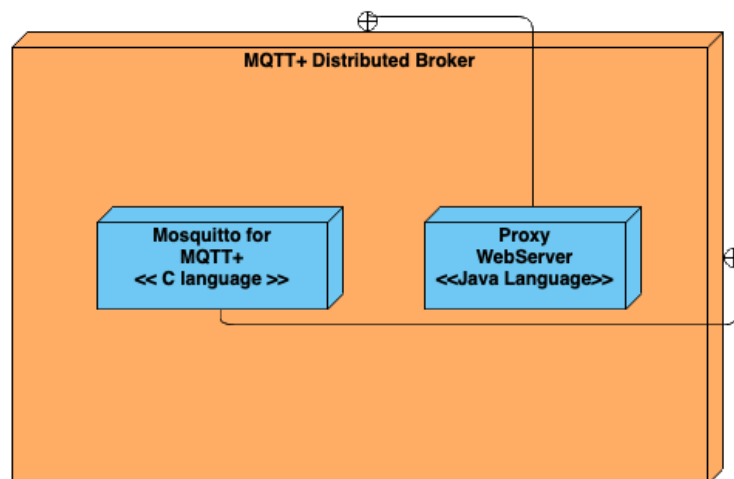 MQTT+ Distributed Broker
Mosquitto for
MQTT+
<< C language >>
Proxy
WebServer
<<Java Language>>